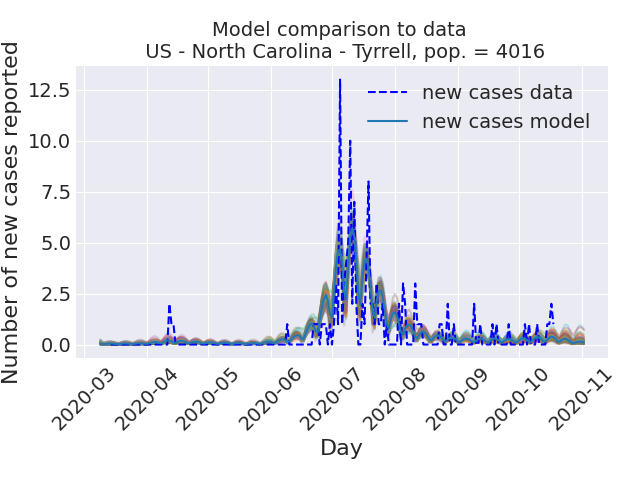 Model comparison to data
US - North Carolina - Tyrrell, pop. = 4016
Number of new cases reported
12.5
10.0
7.5
5.0
2.5
0.0
new cases data
new cases model
2020-03
2020-04
2020-05
2020-06
2020-07
2020-08
2020-09
2020-10
2020-11
Day